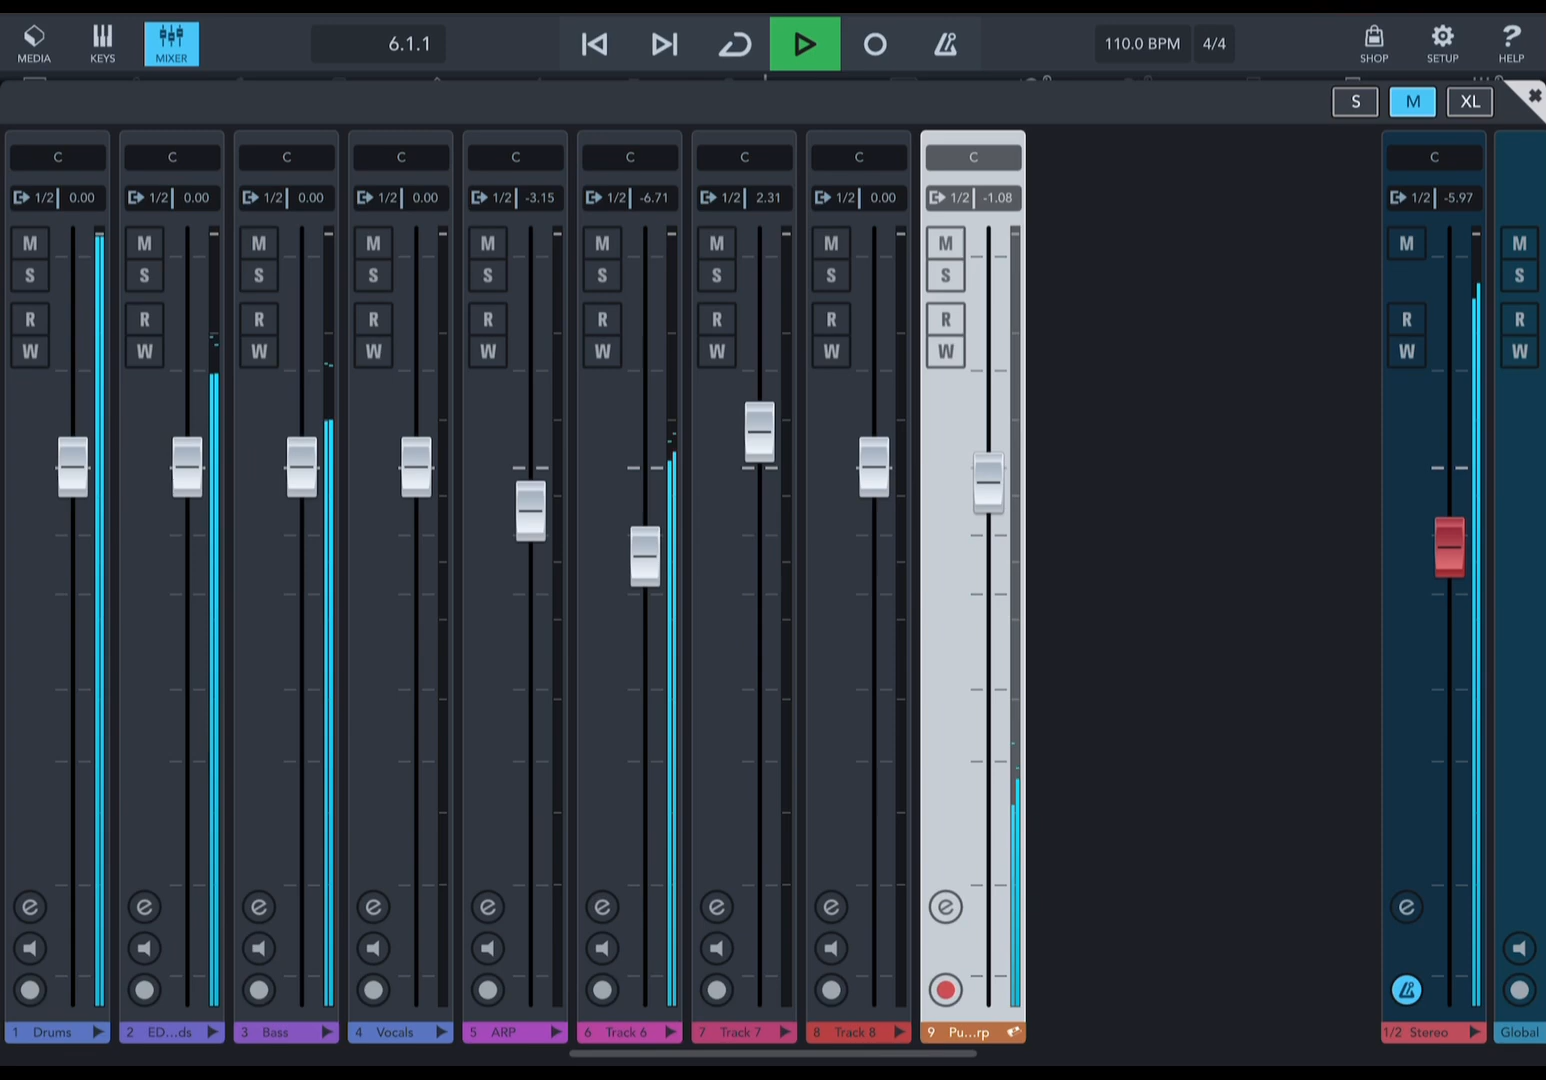 MEDIA KEYS MIXER 6.1.1 110.0 BPM 4/4 SHOP SETUP ? HELP
S M XL
C C C C C C C C C C
1/2 0.00 1/2 0.00 1/2 0.00 1/2 0.00 1/2 -3.15 1/2 -6.71 1/2 2.31 1/2 0.00 1/2 -1.08 1/2 -5.97
M M M M M M M M M M M
S S S S S S S S S S
R R R R R R R R R R R
W W W W W W W W W W W
e e e e e e e e e e
1 Drums 2 ED...ds 3 Bass 4 Vocals 5 ARP 6 Track 6 7 Track 7 8 Track 8 9 Pu...rp 1/2 Stereo Global